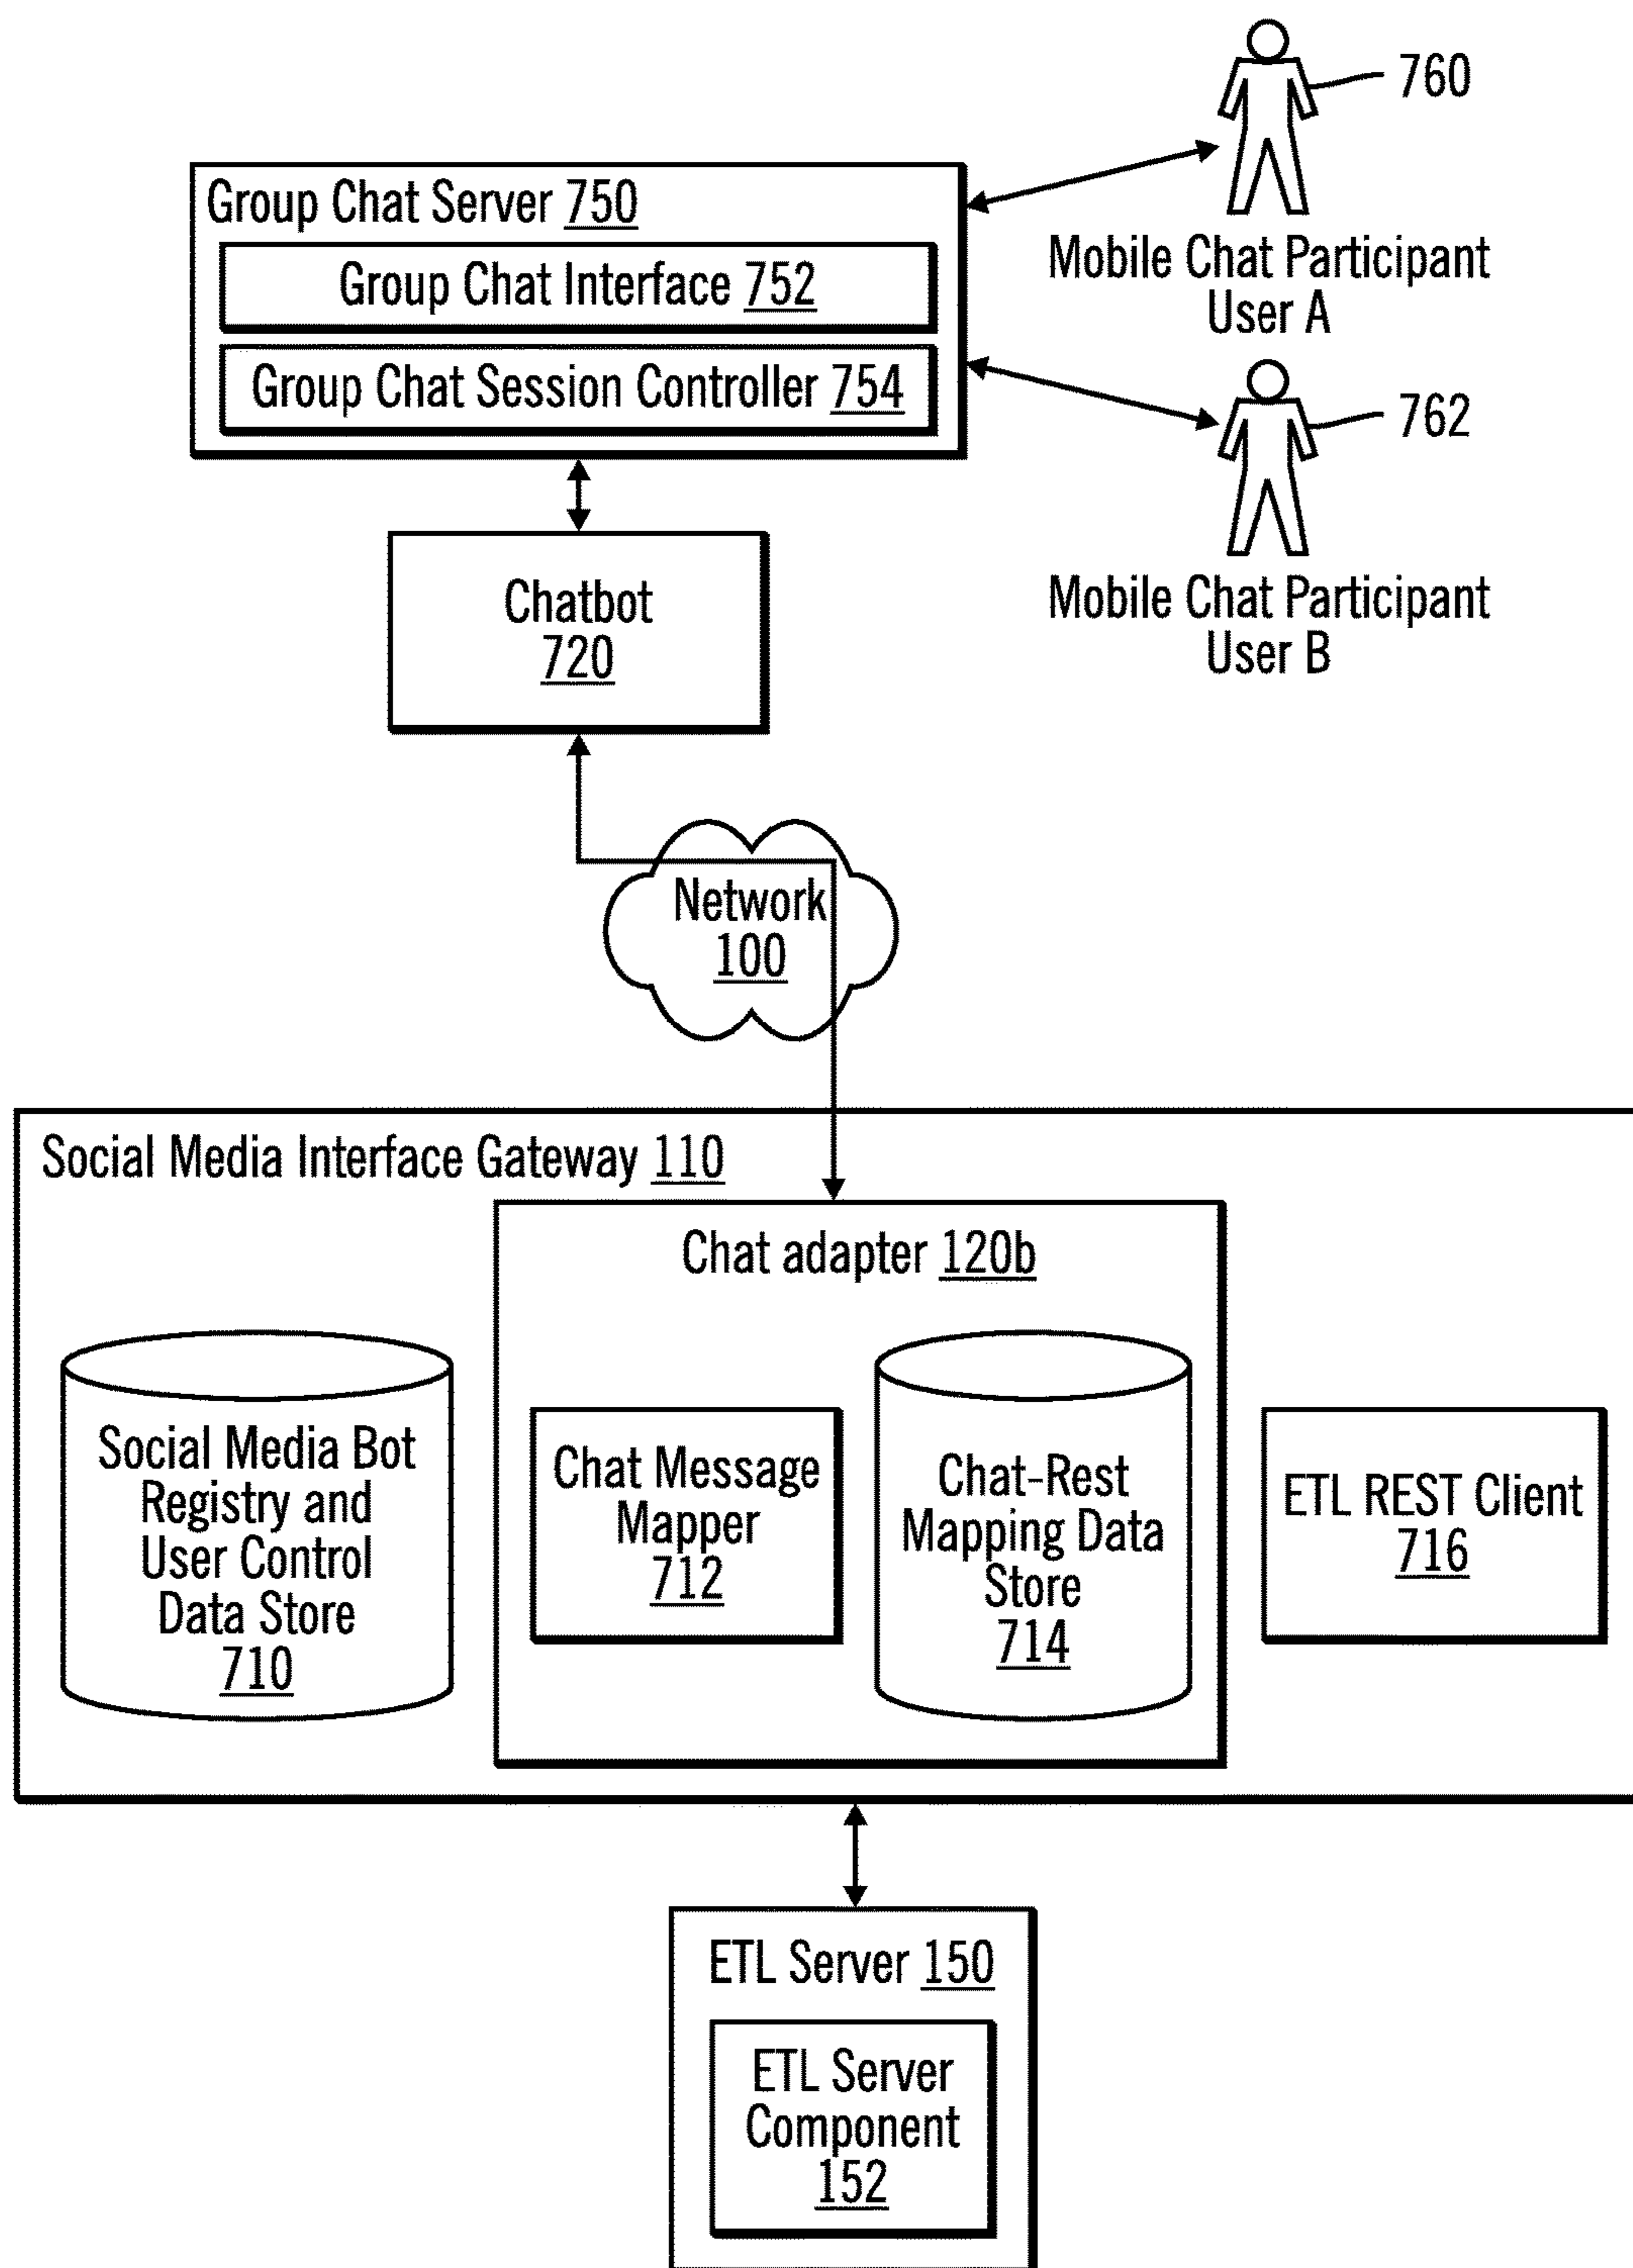 760
Group Chat Server 750
Group Chat Interface 752
Group Chat Session Controller 754
Mobile Chat Participant
User A
762
Mobile Chat Participant
User B
Chatbot
720
Network
100
Social Media Interface Gateway 110
Chat adapter 120b
Social Media Bot
Registry and
User Control
Data Store
710
Chat Message
Mapper
712
Chat-Rest
Mapping Data
Store
714
ETL REST Client
716
ETL Server 150
ETL Server
Component
152